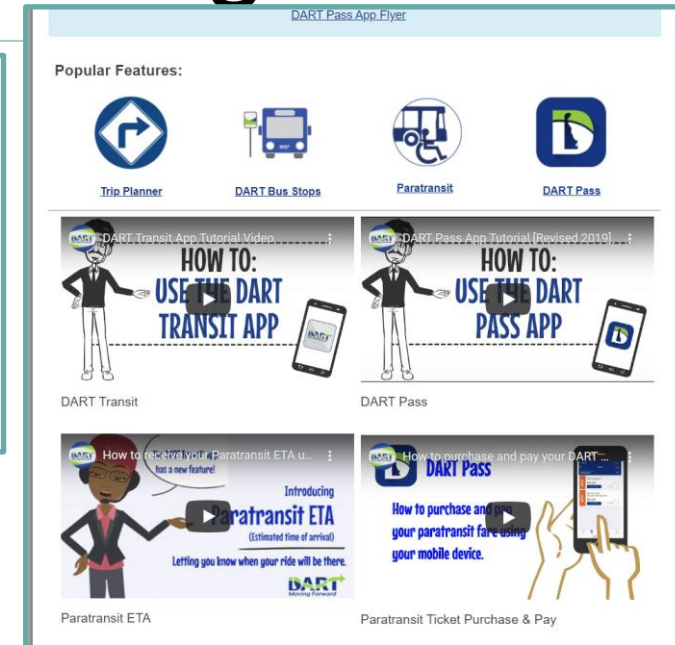 DART Pass App Flyer
Popular Features:
Trip Planner
DART Bus Stops
Paratransit
DART Pass
DART Transit App Tutorial Video
HOW TO:
USE THE DART
TRANSIT APP
DART Transit
DART Pass App Tutorial [Revised 2019]
HOW TO:
USE THE DART
PASS APP
DART Pass
How to receive your Paratransit ETA u...
has a new feature!
Introducing
Paratransit ETA
(Estimated time of arrival)
Letting you know when your ride will be there.
DART
Moving Forward
Paratransit ETA
How to purchase and pay your DART ...
DART Pass
How to purchase and pay
your paratransit fare using
your mobile device.
Paratransit Ticket Purchase & Pay